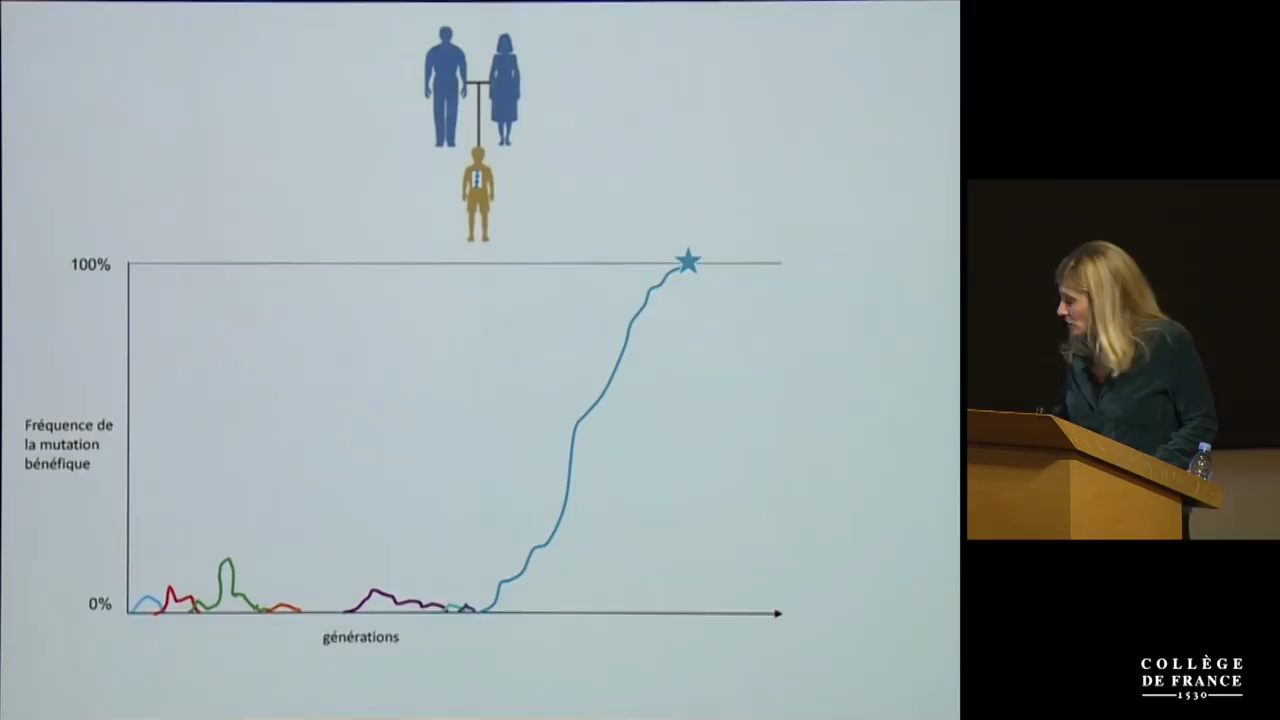 100%
Fréquence de
la mutation
bénéfique
0%
générations
COLLÈGE
DE FRANCE
1530